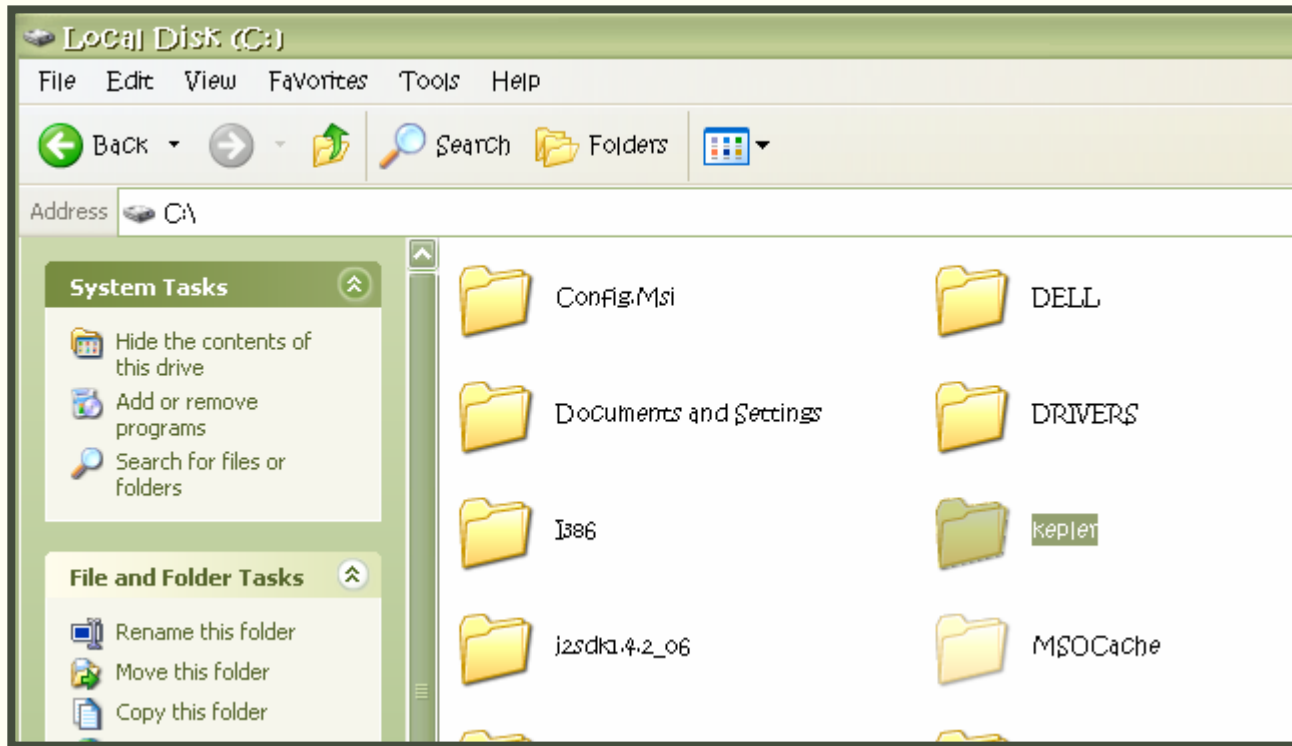 Local Disk (C:)
File Edit View Favorites Tools Help
Back Search Folders
Address C:\
System Tasks
Hide the contents of
this drive
Add or remove
programs
Search for files or
folders
File and Folder Tasks
Rename this folder
Move this folder
Copy this folder
Config.Msi DELL
Documents and Settings DRIVERS
I386 kepler
j2sdk1.4.2_06 MSOCache